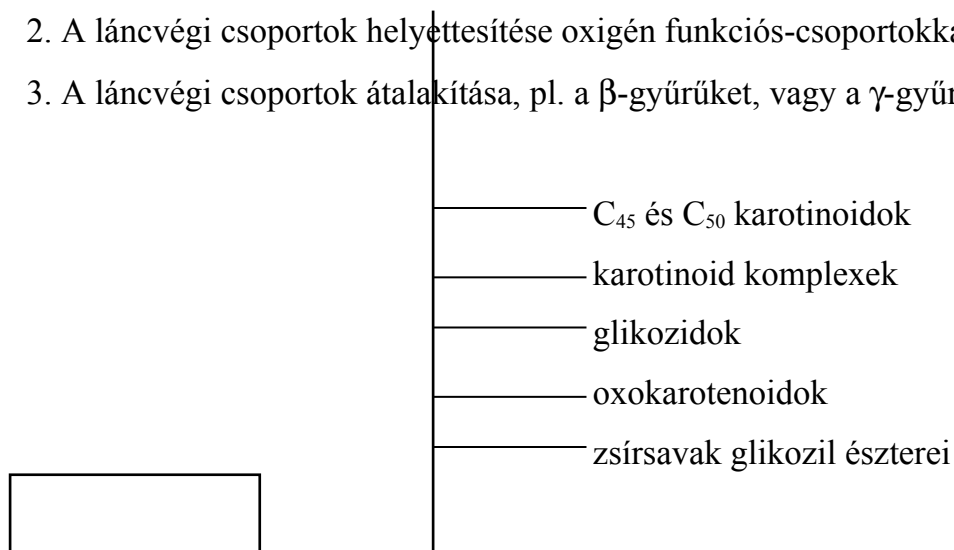 2. A láncvégi csoportok helyettesítése oxigén funkciós-csoportokka
3. A láncvégi csoportok átalakítása, pl. a β-gyűrűket, vagy a γ-gyűr
C₄₅ és C₅₀ karotinoidok
karotinoid komplexek
glikozidok
oxokarotenoidok
zsírsavak glikozil észterei